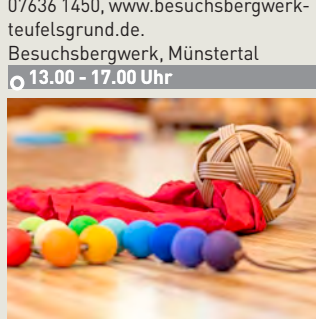 07636 1450, www.besuchsbergwerk-
teufelsgrund.de.
Besuchsbergwerk, Münstertal
13.00 - 17.00 Uhr